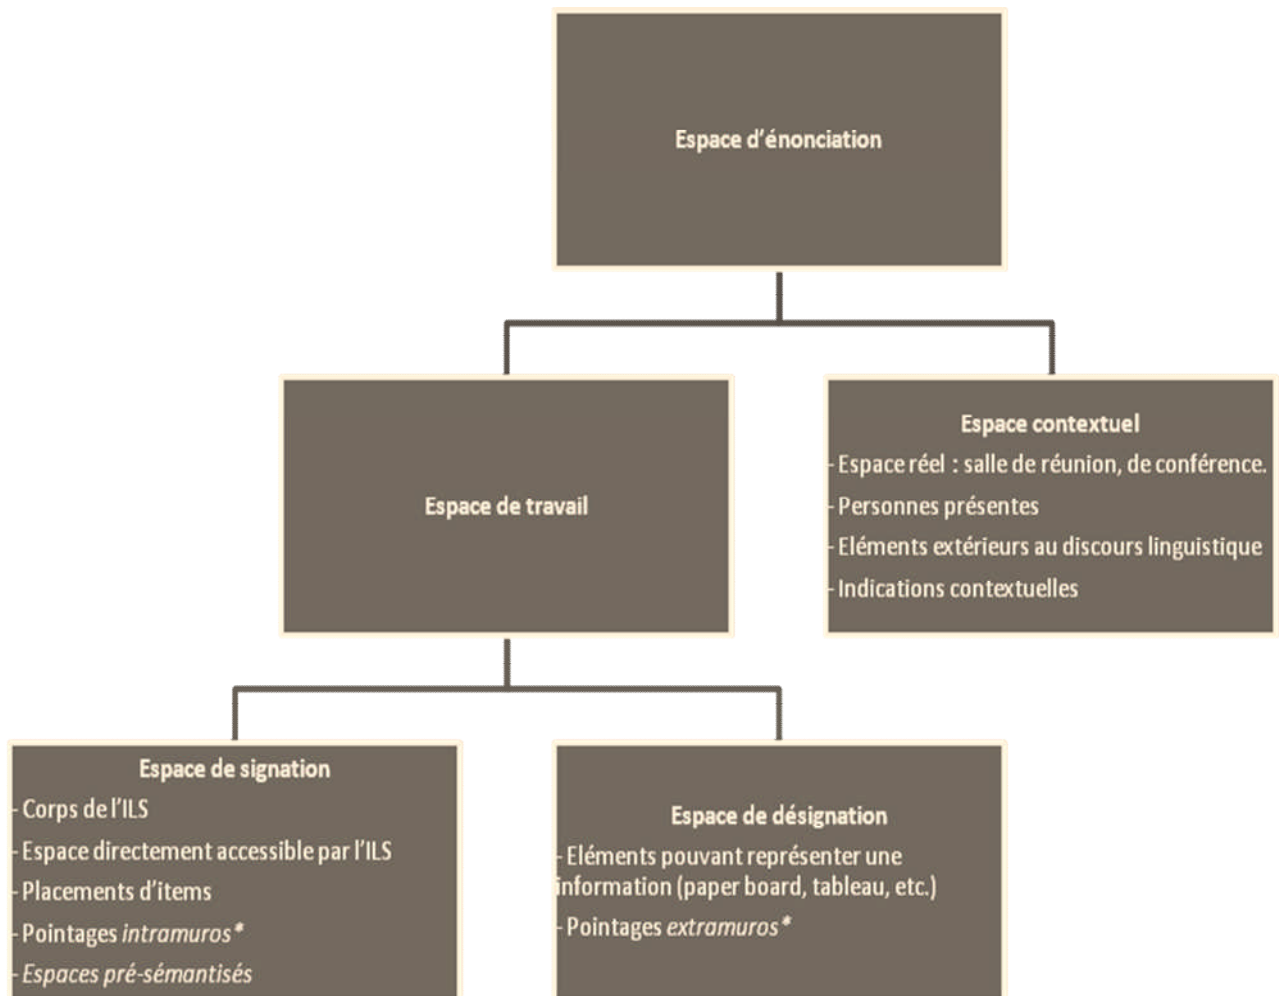 Espace d’énonciation
Espace de travail
Espace contextuel
- Espace réel : salle de réunion, de conférence.
- Personnes présentes
- Eléments extérieurs au discours linguistique
- Indications contextuelles
Espace de signation
- Corps de l’ILS
- Espace directement accessible par l’ILS
- Placements d’items
- Pointages intramuros*
- Espaces pré-sémantisés
Espace de désignation
- Eléments pouvant représenter une
information (paper board, tableau, etc.)
- Pointages extramuros*